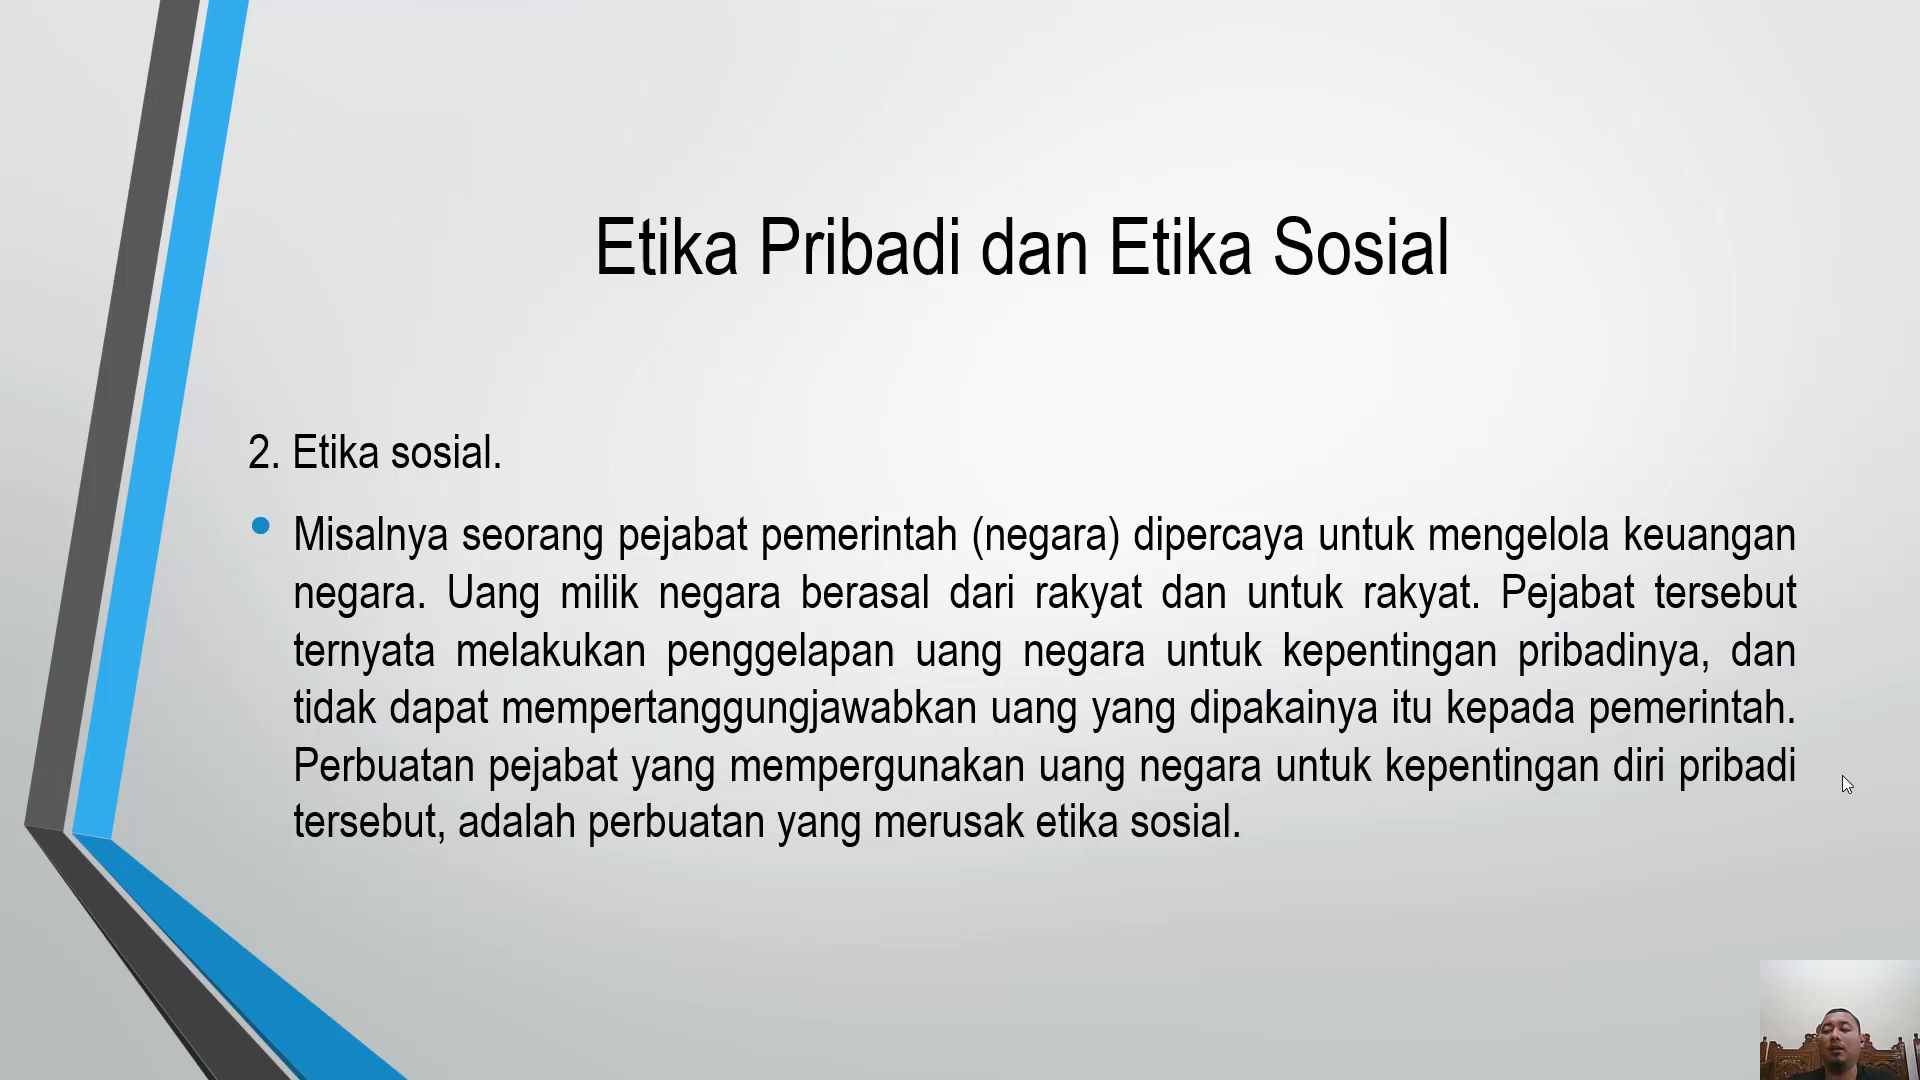 Etika Pribadi dan Etika Sosial
2. Etika sosial.
Misalnya seorang pejabat pemerintah (negara) dipercaya untuk mengelola keuangan
negara. Uang milik negara berasal dari rakyat dan untuk rakyat. Pejabat tersebut
ternyata melakukan penggelapan uang negara untuk kepentingan pribadinya, dan
tidak dapat mempertanggungjawabkan uang yang dipakainya itu kepada pemerintah.
Perbuatan pejabat yang mempergunakan uang negara untuk kepentingan diri pribadi
tersebut, adalah perbuatan yang merusak etika sosial.